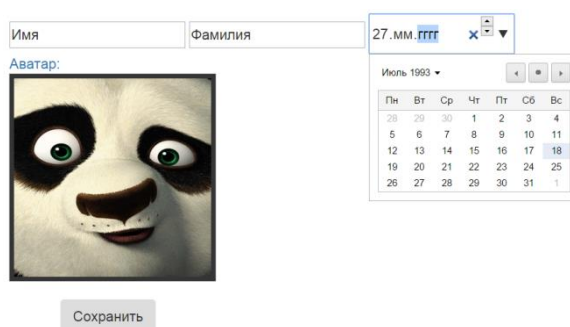 Имя Фамилия 27.мм.гггг
Аватар:
Июль 1993
Пн Вт Ср Чт Пт Сб Вс
28 29 30 1 2 3 4
5 6 7 8 9 10 11
12 13 14 15 16 17 18
19 20 21 22 23 24 25
26 27 28 29 30 31 1
Сохранить